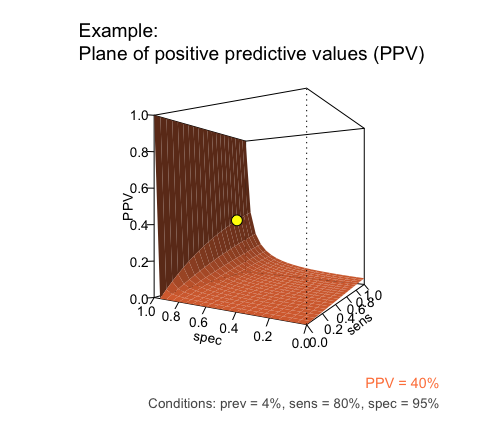 Example:
Plane of positive predictive values (PPV)
1.0
0.8
0.6
0.4
0.2
0.0
PPV
1.0
0.8
0.6
0.4
0.2
0.0
spec
0.0
0.2
0.4
0.6
0.8
1.0
sens
PPV = 40%
Conditions: prev = 4%, sens = 80%, spec = 95%